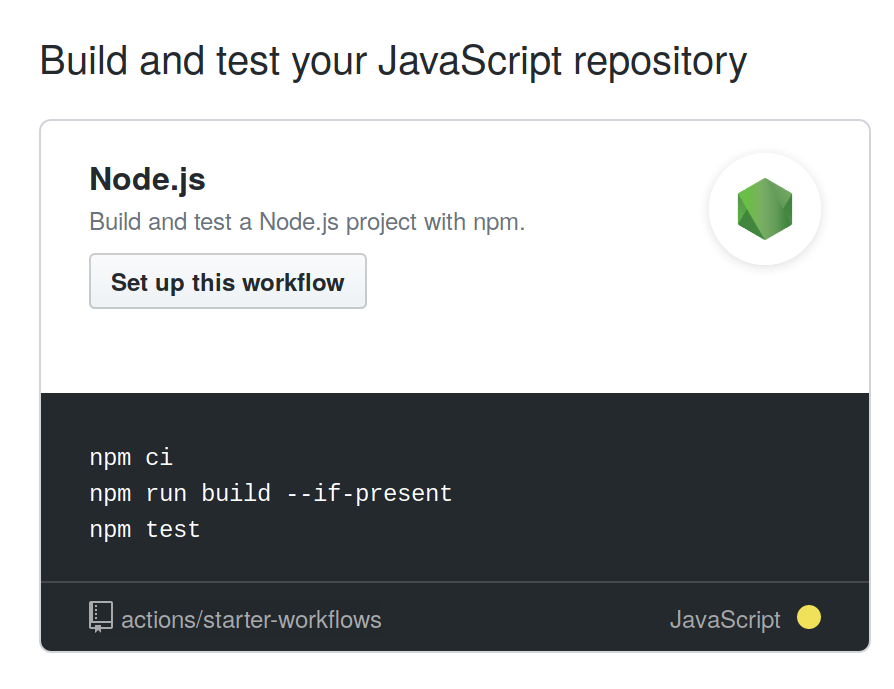 Build and test your JavaScript repository
Node.js
Build and test a Node.js project with npm.
Set up this workflow
npm ci
npm run build --if-present
npm test
actions/starter-workflows
JavaScript